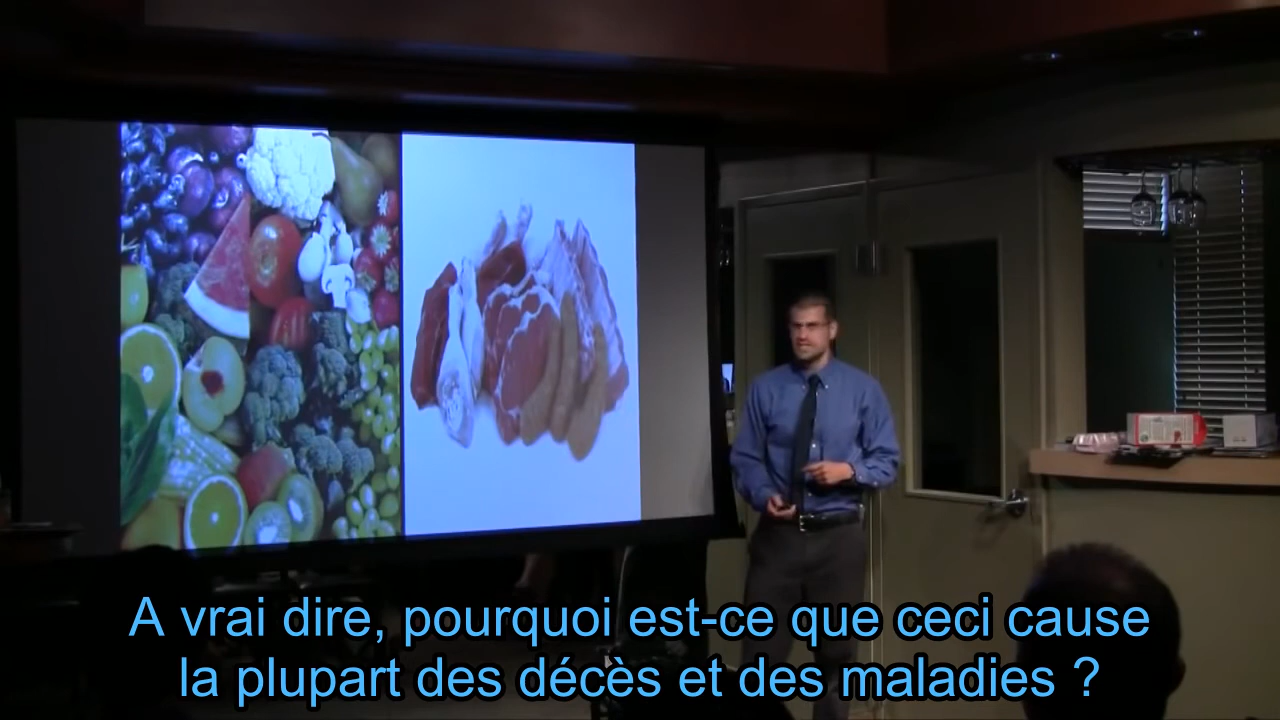 A vrai dire, pourquoi est-ce que ceci cause
la plupart des décès et des maladies ?